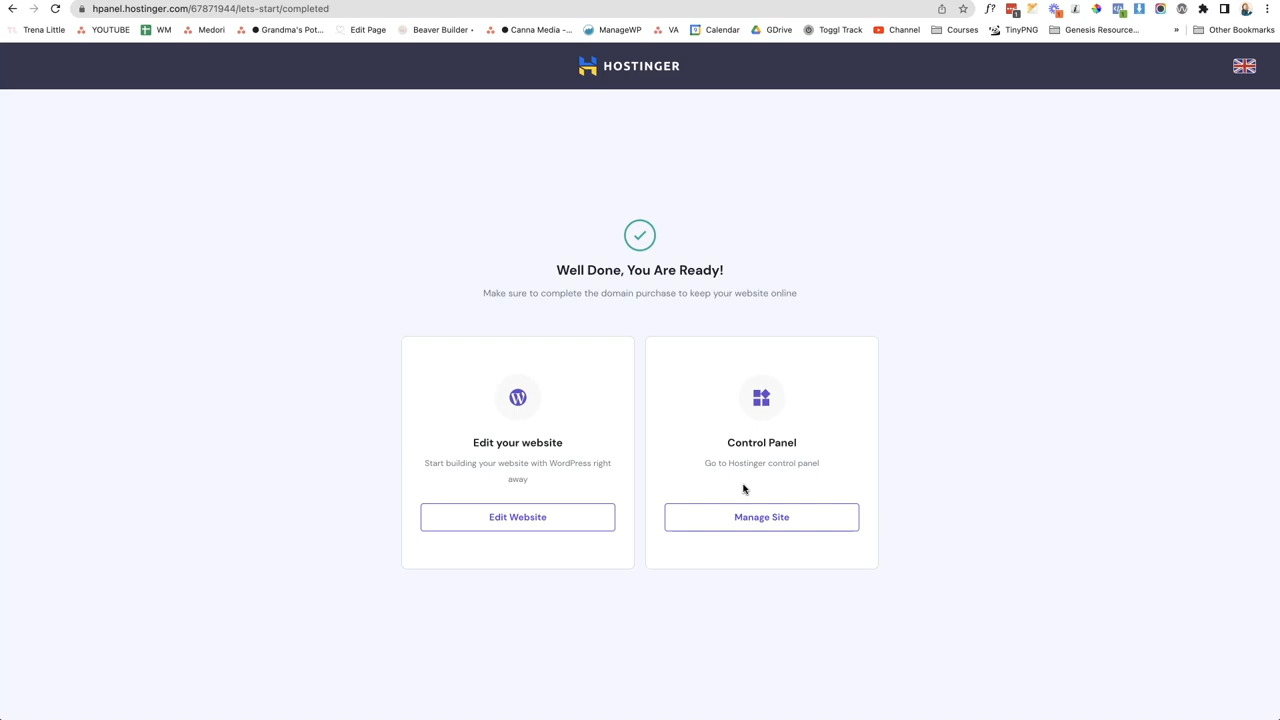 hpanel.hostinger.com/67871944/lets-start/completed
Trena Little YOUTUBE WM Medori Grandma's Pot... Edit Page Beaver Builder • Canna Media -... ManageWP VA Calendar GDrive Toggl Track Channel Courses TinyPNG Genesis Resource... » Other Bookmarks
HOSTINGER
Well Done, You Are Ready!
Make sure to complete the domain purchase to keep your website online
Edit your website
Start building your website with WordPress right
away
Edit Website
Control Panel
Go to Hostinger control panel
Manage Site